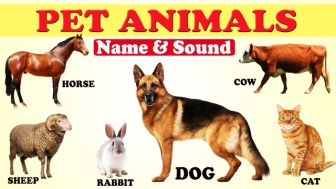 PET ANIMALS
Name & Sound
HORSE
COW
SHEEP
RABBIT
DOG
CAT